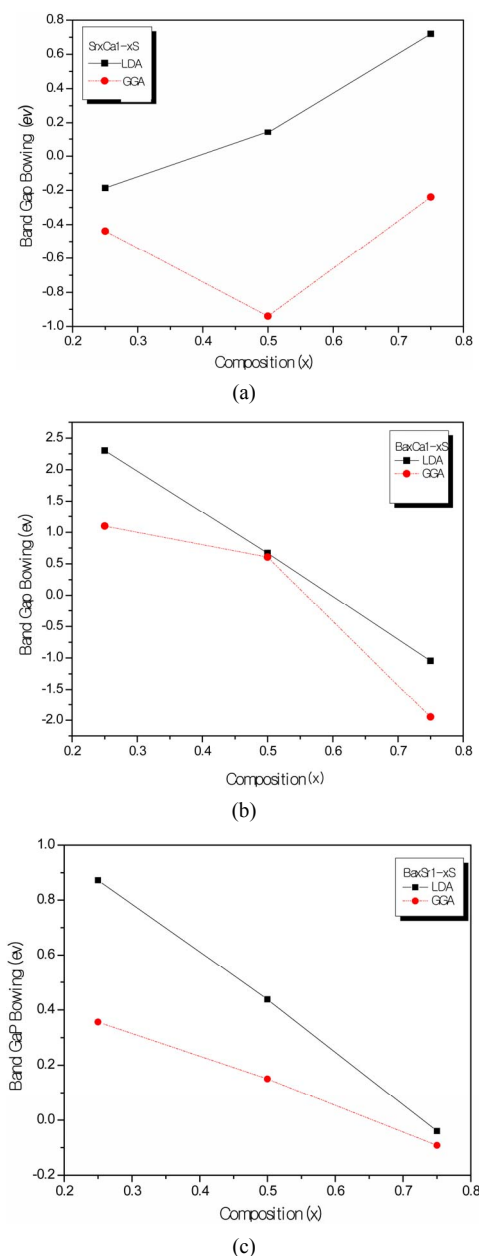 SrxCa1-xS
LDA
GGA
Band Gap Bowing (ev)
0.8
0.6
0.4
0.2
0.0
-0.2
-0.4
-0.6
-0.8
-1.0
0.2 0.3 0.4 0.5 0.6 0.7 0.8
Composition (x)
(a)
BaxCa1-xS
LDA
GGA
Band Gap Bowing (ev)
2.5
2.0
1.5
1.0
0.5
0.0
-0.5
-1.0
-1.5
-2.0
0.2 0.3 0.4 0.5 0.6 0.7 0.8
Composition (x)
(b)
BaxSr1-xS
LDA
GGA
Band GaP Bowing (ev)
1.0
0.8
0.6
0.4
0.2
0.0
-0.2
0.2 0.3 0.4 0.5 0.6 0.7 0.8
Composition (x)
(c)